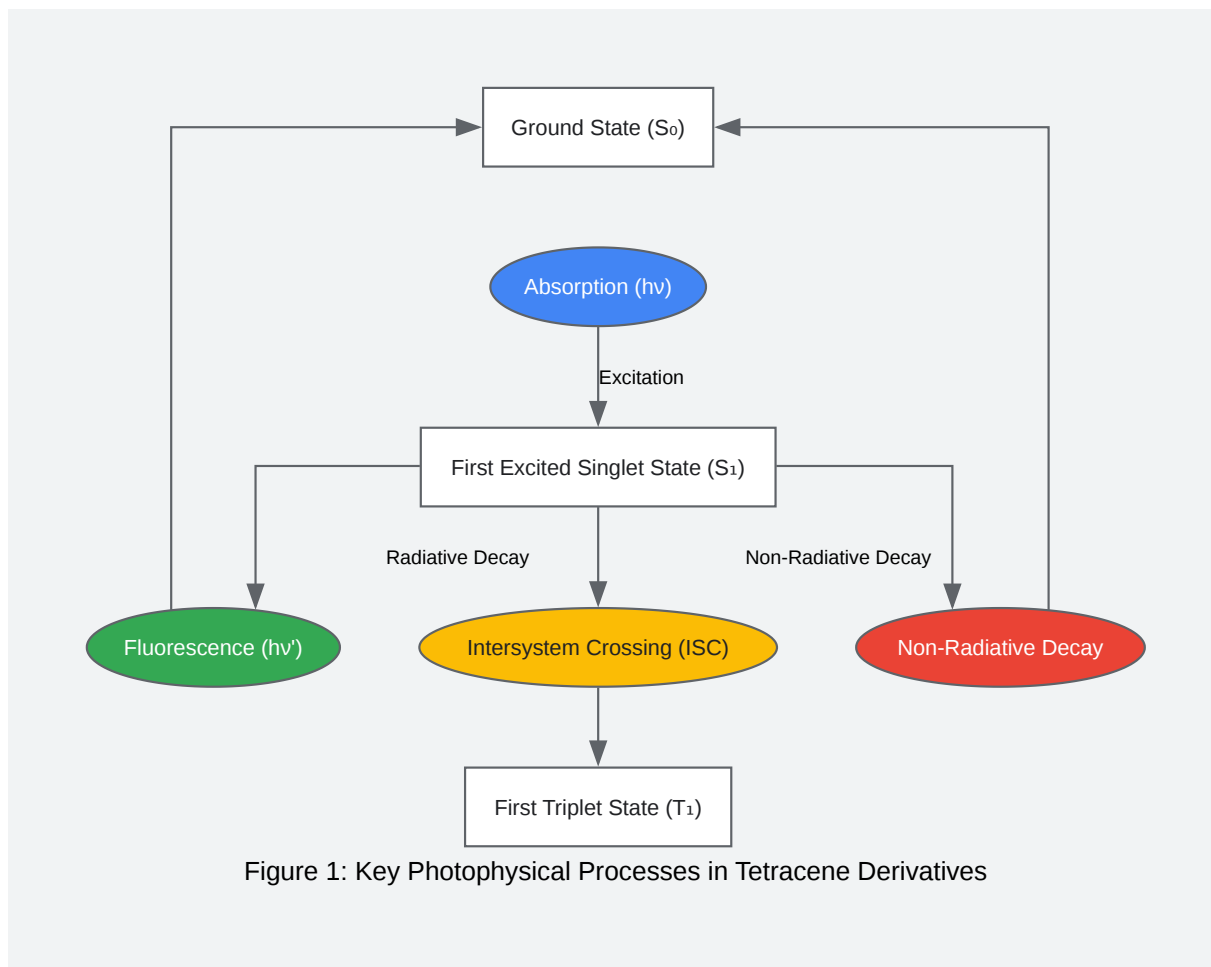 Ground State (S₀)
Absorption (hν)
Excitation
First Excited Singlet State (S₁)
Radiative Decay
Non-Radiative Decay
Fluorescence (hν')
Intersystem Crossing (ISC)
Non-Radiative Decay
First Triplet State (T₁)
Figure 1: Key Photophysical Processes in Tetracene Derivatives